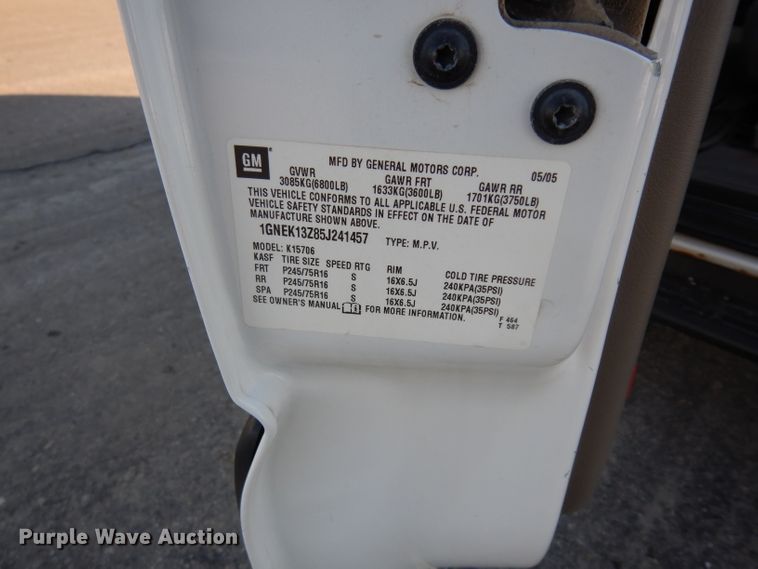 GM
MFD BY GENERAL MOTORS CORP. 05/05
GVWR GAWR FRT GAWR RR
3085KG(6800LB) 1633KG(3600LB) 1701KG(3750LB)
THIS VEHICLE CONFORMS TO ALL APPLICABLE U.S. FEDERAL MOTOR
VEHICLE SAFETY STANDARDS IN EFFECT ON THE DATE OF
MANUFACTURE SHOWN ABOVE.
1GNEK13Z85J241457 TYPE: M.P.V.
MODEL: K15706
KASF TIRE SIZE SPEED RTG RIM COLD TIRE PRESSURE
FRT P245/75R16 S 16X6.5J 240KPA(35PSI)
RR P245/75R16 S 16X6.5J 240KPA(35PSI)
SPA P245/75R16 S 16X6.5J 240KPA(35PSI)
SEE OWNER'S MANUAL FOR MORE INFORMATION.
F 464
T 587
Purple Wave Auction